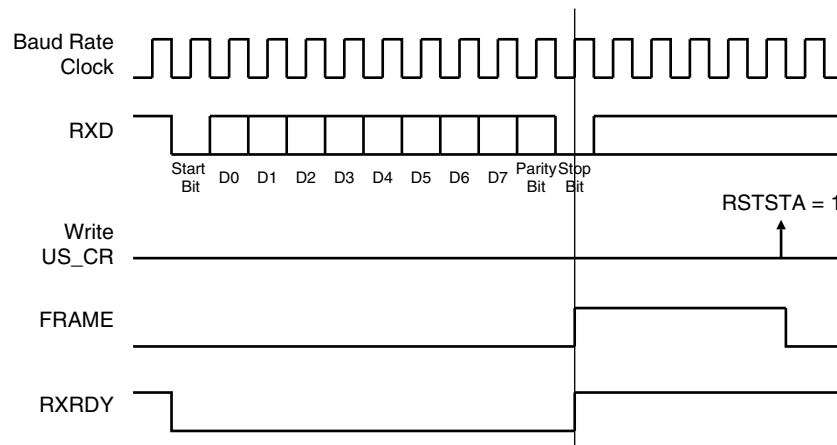 Baud Rate
Clock
RXD
Start
Bit
D0
D1
D2
D3
D4
D5
D6
D7
Parity
Bit
Stop
Bit
RSTSTA = 1
Write
US_CR
FRAME
RXRDY